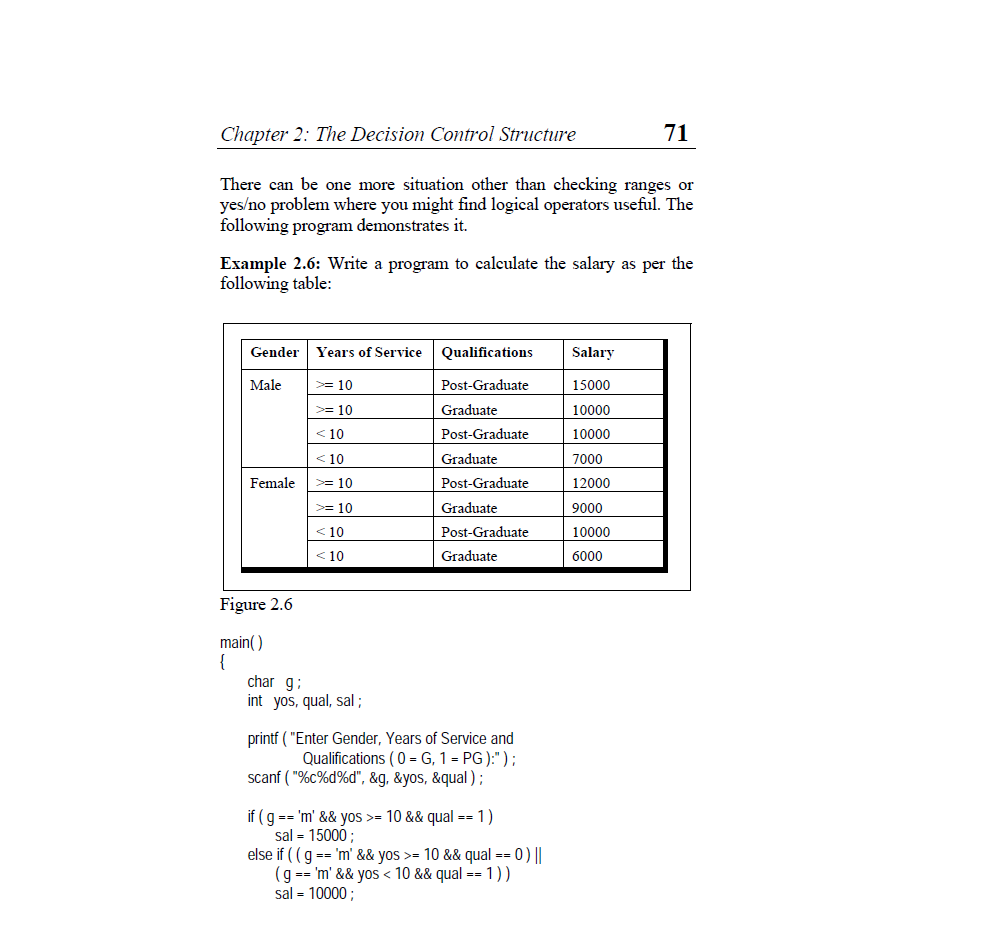 Chapter 2: The Decision Control Structure 71
There can be one more situation other than checking ranges or
yes/no problem where you might find logical operators useful. The
following program demonstrates it.
Example 2.6: Write a program to calculate the salary as per the
following table:
Gender Years of Service Qualifications Salary
Male >= 10 Post-Graduate 15000
>= 10 Graduate 10000
< 10 Post-Graduate 10000
< 10 Graduate 7000
Female >= 10 Post-Graduate 12000
>= 10 Graduate 9000
< 10 Post-Graduate 10000
< 10 Graduate 6000
Figure 2.6
main( )
{
char g ;
int yos, qual, sal ;
printf ( "Enter Gender, Years of Service and
Qualifications ( 0 = G, 1 = PG ):" ) ;
scanf ( "%c%d%d", &g, &yos, &qual ) ;
if ( g == 'm' && yos >= 10 && qual == 1 )
sal = 15000 ;
else if ( ( g == 'm' && yos >= 10 && qual == 0 ) ||
( g == 'm' && yos < 10 && qual == 1 ) )
sal = 10000 ;